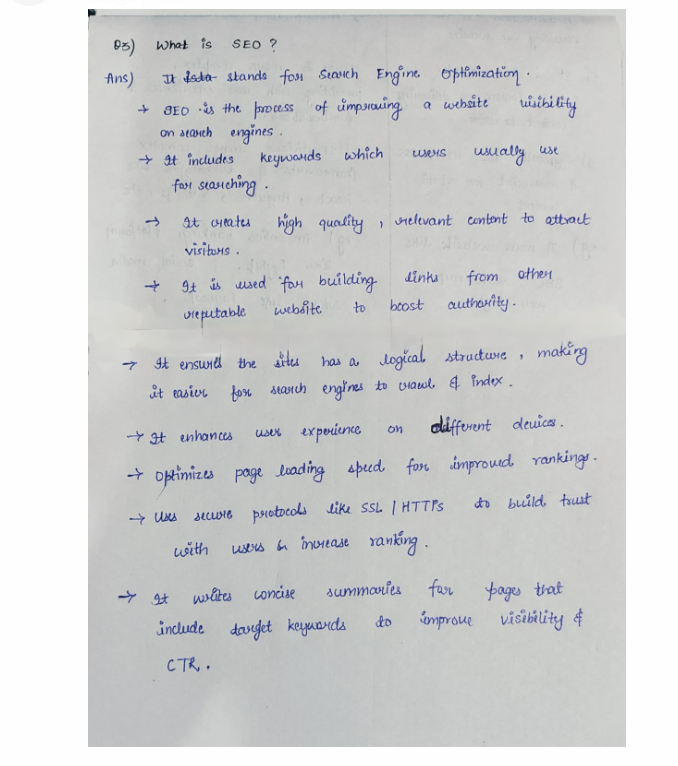 Q3) What is SEO ?
Ans) It ista stands for Search Engine Optimization.
→ SEO is the process of improving a website visibility
on search engines.
→ It includes keywords which users usually use
for searching.
→ It creates high quality, relevant content to attract
visitors.
→ It is used for building links from other
reputable website to boost authority.
→ It ensures the sites has a logical structure, making
it easier for search engines to crawl & index.
→ It enhances user experience on different devices.
→ Optimizes page loading speed for improved rankings.
→ Uses secure protocols like SSL / HTTPs to build trust
with users & increase ranking.
→ It writes concise summaries for pages that
include target keywords to improve visibility &
CTR.